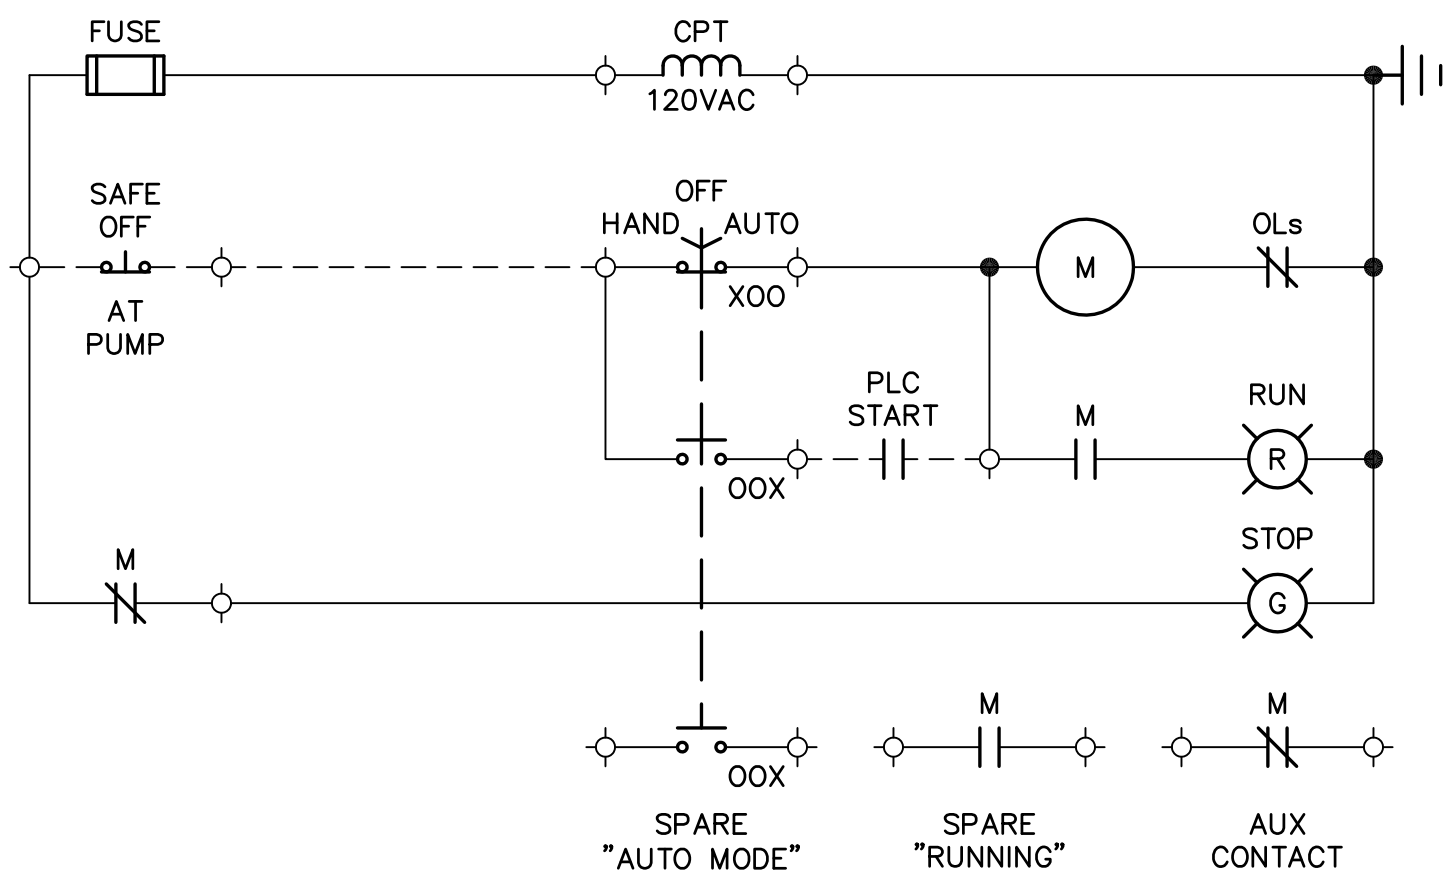 FUSE
CPT
120VAC
SAFE
OFF
AT
PUMP
OFF
HAND AUTO
XOO
M
OLs
PLC
START
M
RUN
R
OOX
M
STOP
G
OOX
SPARE
"AUTO MODE"
M
SPARE
"RUNNING"
M
AUX
CONTACT